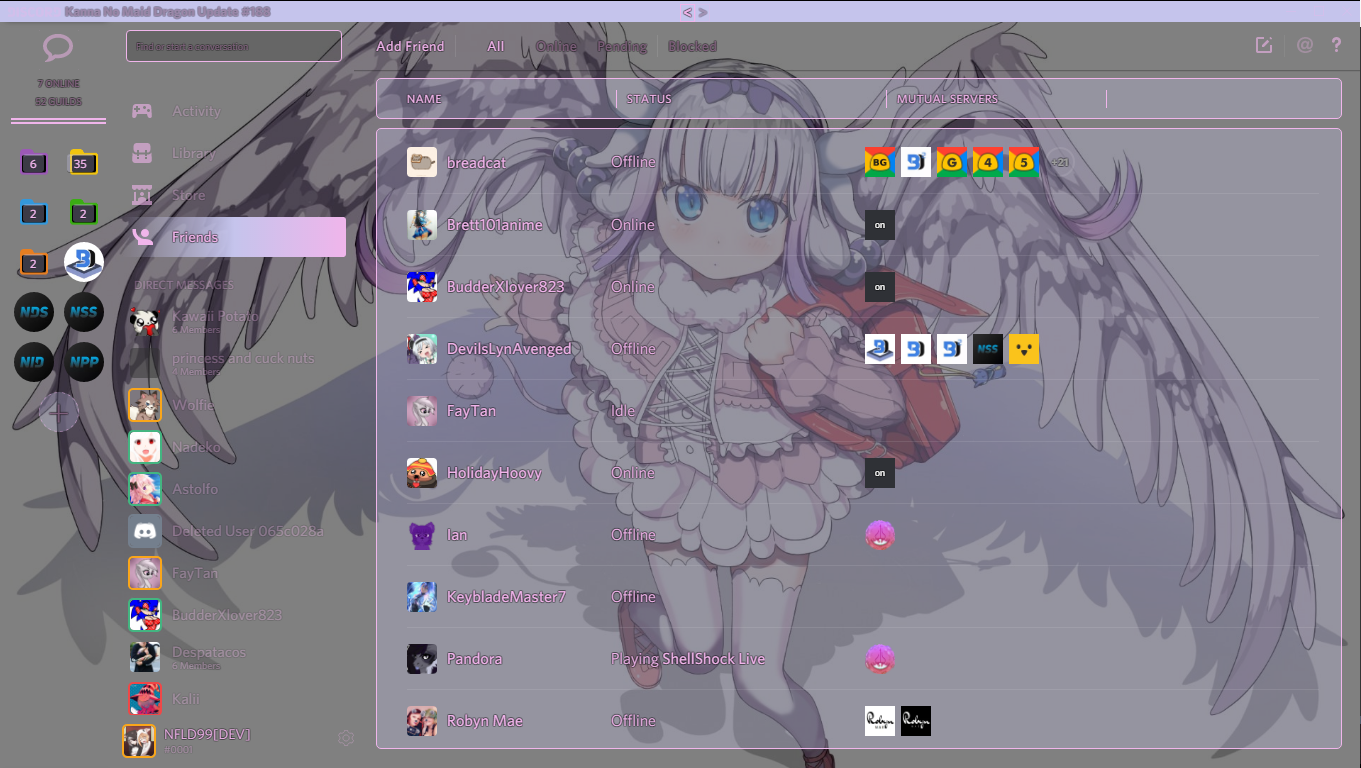 Kanna No Maid Dragon Update #188
< >
Find or start a conversation
Add Friend
All
Online
Pending
Blocked
@
?
7 ONLINE
52 GUILDS
6
35
2
2
2
NDS
NSS
NID
NPP
Activity
Library
Store
Friends
DIRECT MESSAGES
Kawaii Potato
6 Members
princess and cuck nuts
4 Members
Wolfie
Nadeko
Astolfo
Deleted User 065c028a
FayTan
BudderXlover823
Despatacos
6 Members
Kalii
NFLD99[DEV]
#0001
NAME
STATUS
MUTUAL SERVERS
breadcat
Offline
BG
G
4
5
+21
Brett101anime
Online
on
BudderXlover823
Online
on
DevilsLynAvenged
Offline
NSS
FayTan
Idle
HolidayHoovy
Online
on
Ian
Offline
KeybladeMaster7
Offline
Pandora
Playing ShellShock Live
Robyn Mae
Offline
Robyn
Robyn